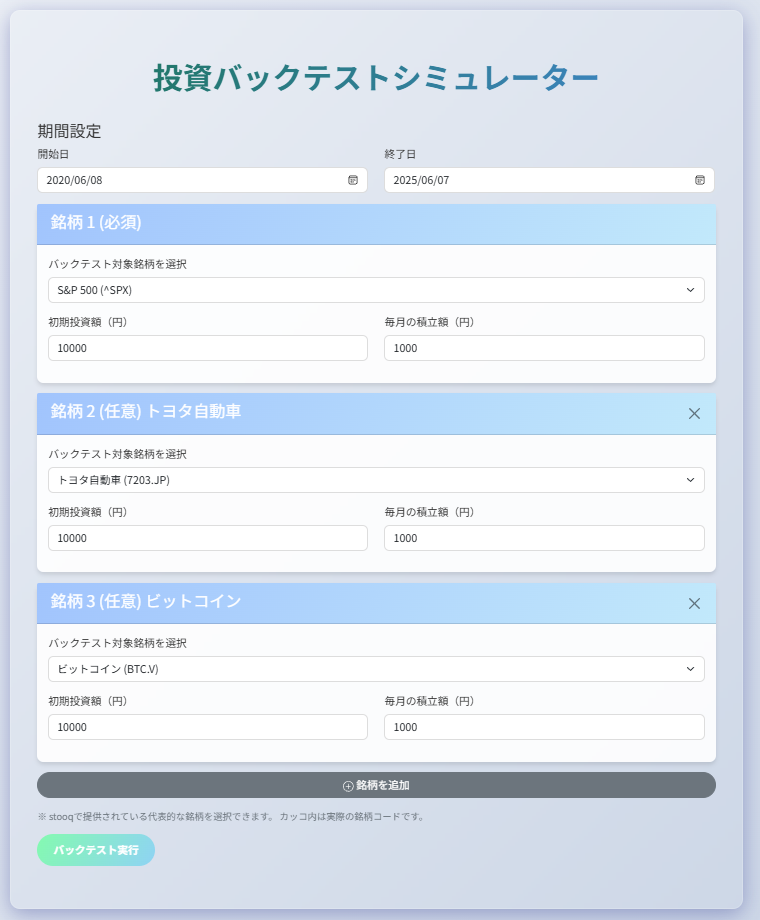 投資バックテストシミュレーター
期間設定
開始日 終了日
2020/06/08 2025/06/07
銘柄 1 (必須)
バックテスト対象銘柄を選択
S&P 500 (^SPX)
初期投資額（円） 毎月の積立額（円）
10000 1000
銘柄 2 (任意) トヨタ自動車
バックテスト対象銘柄を選択
トヨタ自動車 (7203.JP)
初期投資額（円） 毎月の積立額（円）
10000 1000
銘柄 3 (任意) ビットコイン
バックテスト対象銘柄を選択
ビットコイン (BTC.V)
初期投資額（円） 毎月の積立額（円）
10000 1000
銘柄を追加
※ stooqで提供されている代表的な銘柄を選択できます。 カッコ内は実際の銘柄コードです。
バックテスト実行